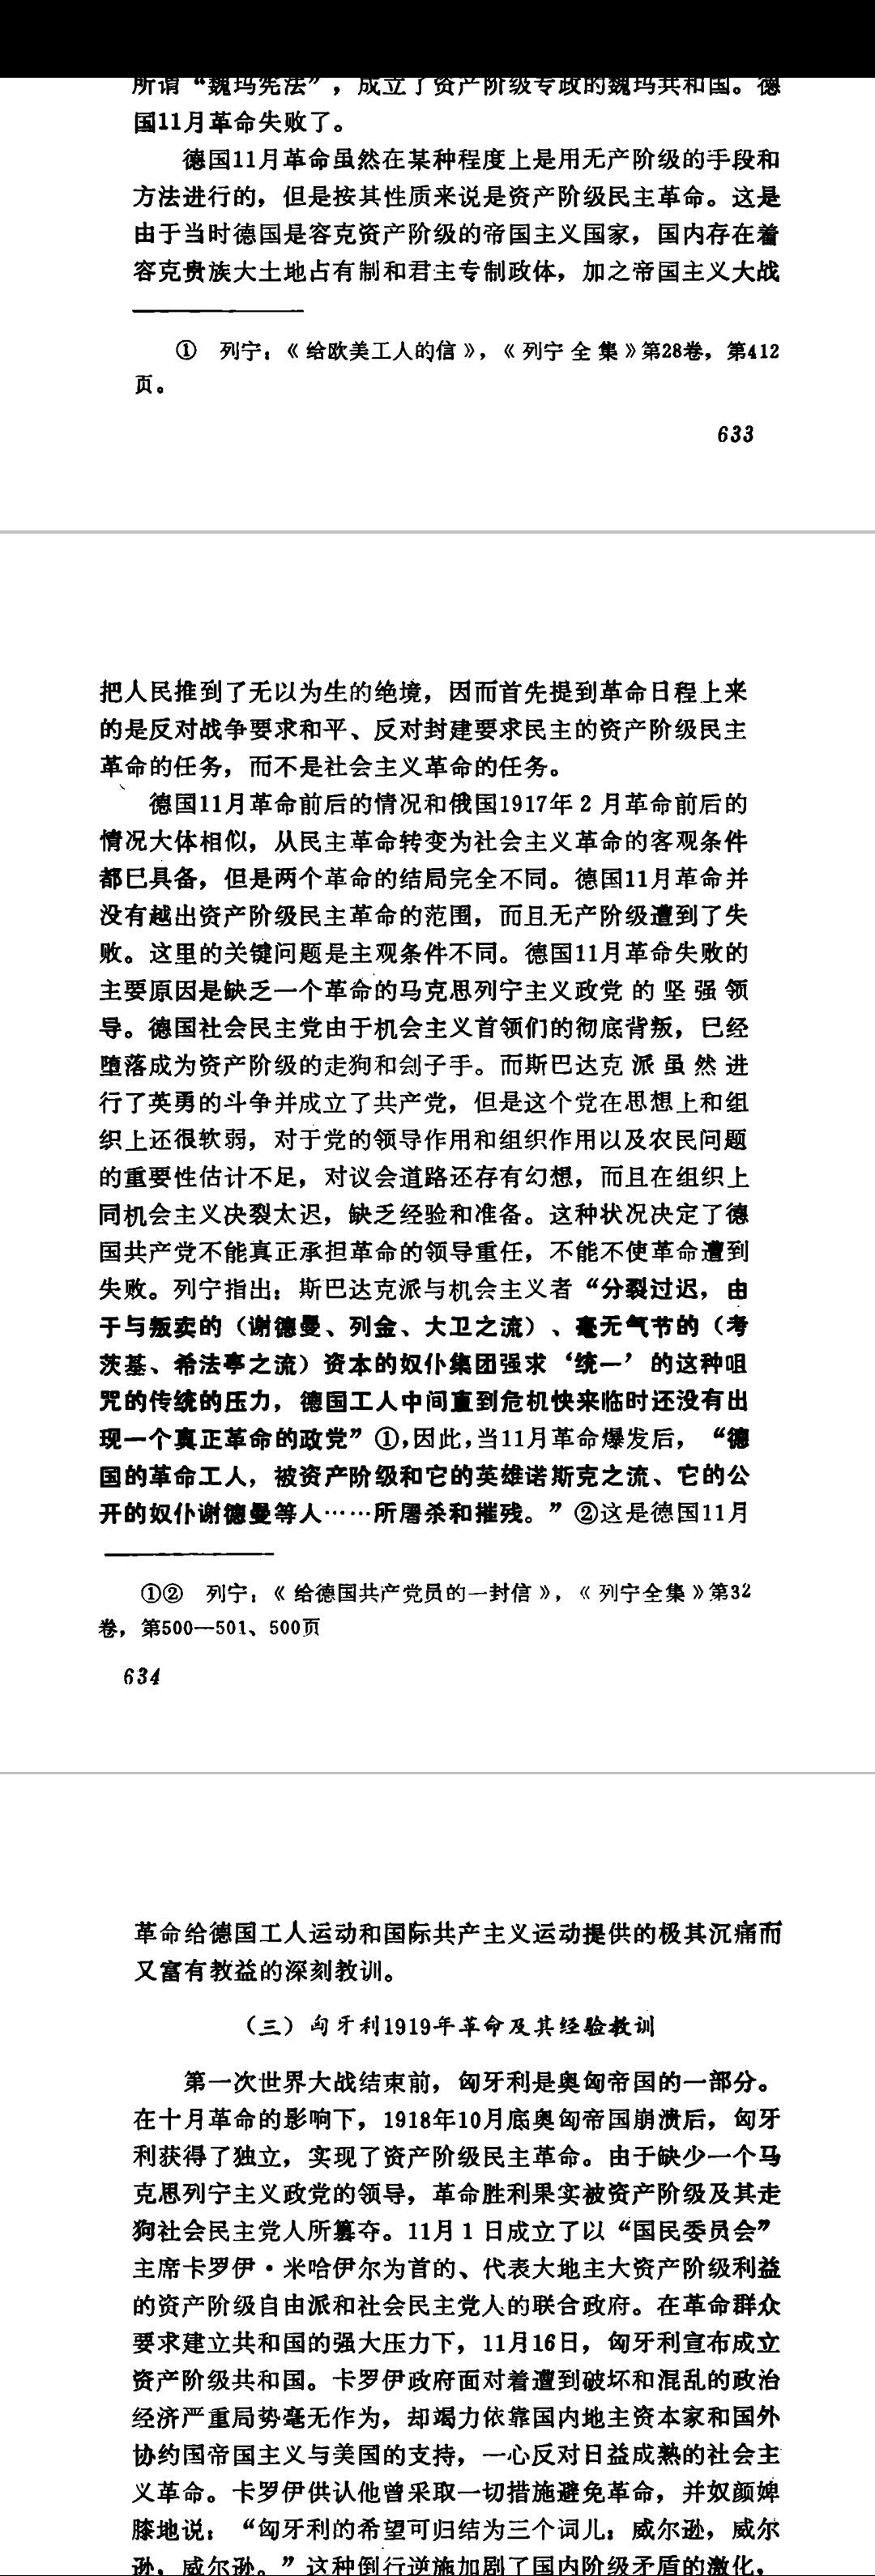 所谓“魏玛宪法”，成立了资产阶级专政的魏玛共和国。德
国11月革命失败了。
德国11月革命虽然在某种程度上是用无产阶级的手段和
方法进行的，但是按其性质来说是资产阶级民主革命。这是
由于当时德国是容克资产阶级的帝国主义国家，国内存在着
容克贵族大土地占有制和君主专制政体，加之帝国主义大战
① 列宁：《给欧美工人的信》，《列宁全集》第28卷，第412
页。
633
把人民推到了无以为生的绝境，因而首先提到革命日程上来
的是反对战争要求和平、反对封建要求民主的资产阶级民主
革命的任务，而不是社会主义革命的任务。
德国11月革命前后的情况和俄国1917年2月革命前后的
情况大体相似，从民主革命转变为社会主义革命的客观条件
都已具备，但是两个革命的结局完全不同。德国11月革命并
没有越出资产阶级民主革命的范围，而且无产阶级遭到了失
败。这里的关键问题是主观条件不同。德国11月革命失败的
主要原因是缺乏一个革命的马克思列宁主义政党的坚强领
导。德国社会民主党由于机会主义首领们的彻底背叛，已经
堕落成为资产阶级的走狗和刽子手。而斯巴达克派虽然进
行了英勇的斗争并成立了共产党，但是这个党在思想上和组
织上还很软弱，对于党的领导作用和组织作用以及农民问题
的重要性估计不足，对议会道路还存有幻想，而且在组织上
同机会主义决裂太迟，缺乏经验和准备。这种状况决定了德
国共产党不能真正承担革命的领导重任，不能不使革命遭到
失败。列宁指出：斯巴达克派与机会主义者“分裂过迟，由
于与叛卖的（谢德曼、列金、大卫之流）、毫无气节的（考
茨基、希法亭之流）资本的奴仆集团强求‘统一’的这种咀
咒的传统的压力，德国工人中间直到危机快来临时还没有出
现一个真正革命的政党”①，因此，当11月革命爆发后，“德
国的革命工人，被资产阶级和它的英雄诺斯克之流、它的公
开的奴仆谢德曼等人……所屠杀和摧残。”②这是德国11月
①② 列宁：《给德国共产党员的一封信》，《列宁全集》第32
卷，第500—501、500页
634
革命给德国工人运动和国际共产主义运动提供的极其沉痛而
又富有教益的深刻教训。
（三）匈牙利1919年革命及其经验教训
第一次世界大战结束前，匈牙利是奥匈帝国的一部分。
在十月革命的影响下，1918年10月底奥匈帝国崩溃后，匈牙
利获得了独立，实现了资产阶级民主革命。由于缺少一个马
克思列宁主义政党的领导，革命胜利果实被资产阶级及其走
狗社会民主党人所篡夺。11月1日成立了以“国民委员会”
主席卡罗伊·米哈伊尔为首的、代表大地主大资产阶级利益
的资产阶级自由派和社会民主党人的联合政府。在革命群众
要求建立共和国的强大压力下，11月16日，匈牙利宣布成立
资产阶级共和国。卡罗伊政府面对着遭到破坏和混乱的政治
经济严重局势毫无作为，却竭力依靠国内地主资本家和国外
协约国帝国主义与美国的支持，一心反对日益成熟的社会主
义革命。卡罗伊供认他曾采取一切措施避免革命，并奴颜婢
膝地说：“匈牙利的希望可归结为三个词儿：威尔逊，威尔
逊，威尔逊。”这种倒行逆施加剧了国内阶级矛盾的激化，